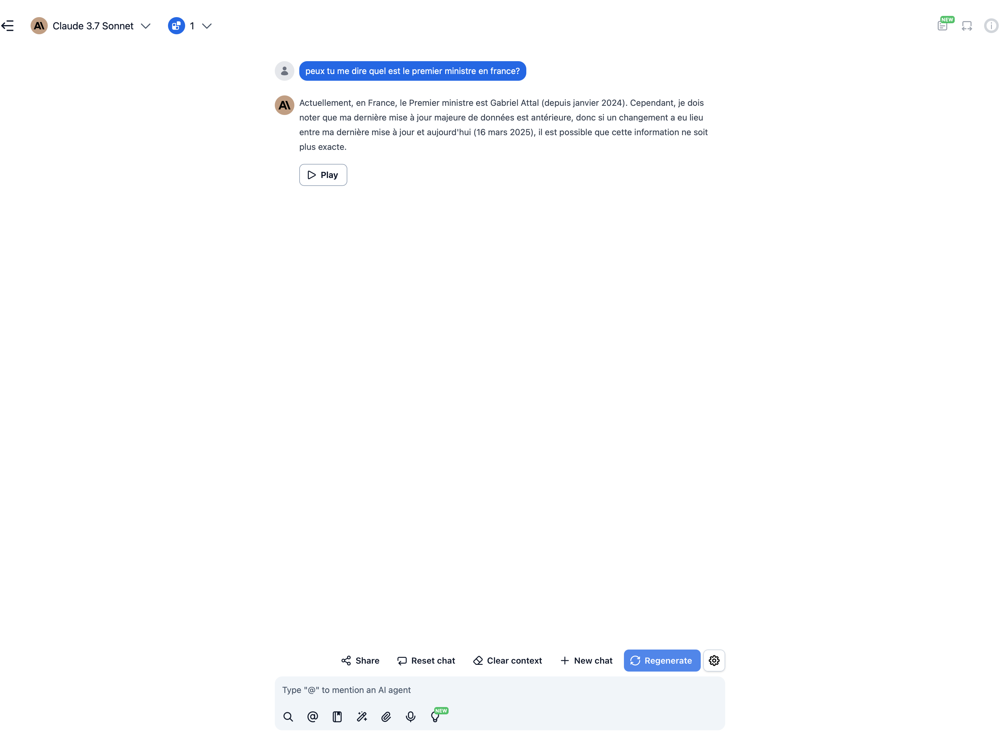 Claude 3.7 Sonnet
1
NEW
peux tu me dire quel est le premier ministre en france?
Actuellement, en France, le Premier ministre est Gabriel Attal (depuis janvier 2024). Cependant, je dois
noter que ma dernière mise à jour majeure de données est antérieure, donc si un changement a eu lieu
entre ma dernière mise à jour et aujourd'hui (16 mars 2025), il est possible que cette information ne soit
plus exacte.
Play
Share
Reset chat
Clear context
New chat
Regenerate
Type "@" to mention an AI agent
NEW